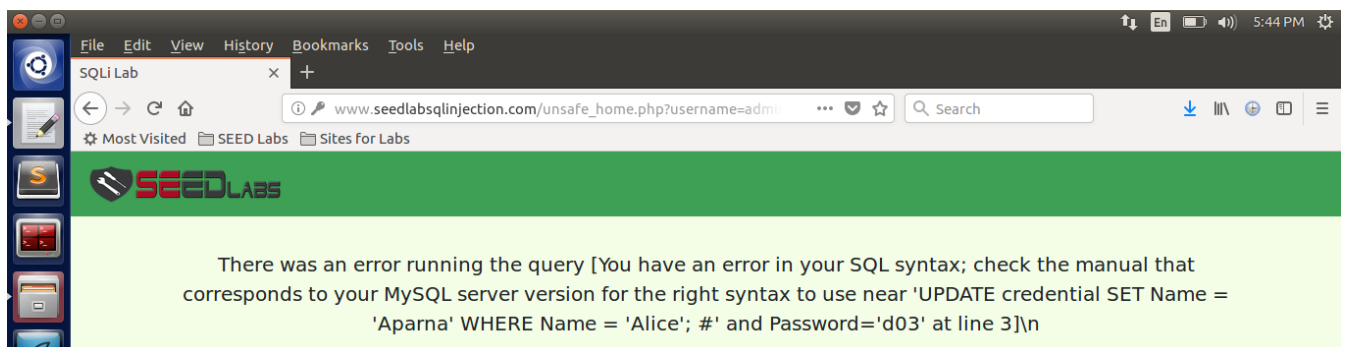 En
5:44 PM
File Edit View History Bookmarks Tools Help
SQLi Lab
www.seedlabsqlinjection.com/unsafe_home.php?username=admi
Search
Most Visited SEED Labs Sites for Labs
SEEDLABS
There was an error running the query [You have an error in your SQL syntax; check the manual that
corresponds to your MySQL server version for the right syntax to use near 'UPDATE credential SET Name =
'Aparna' WHERE Name = 'Alice'; #' and Password='d03' at line 3]\n